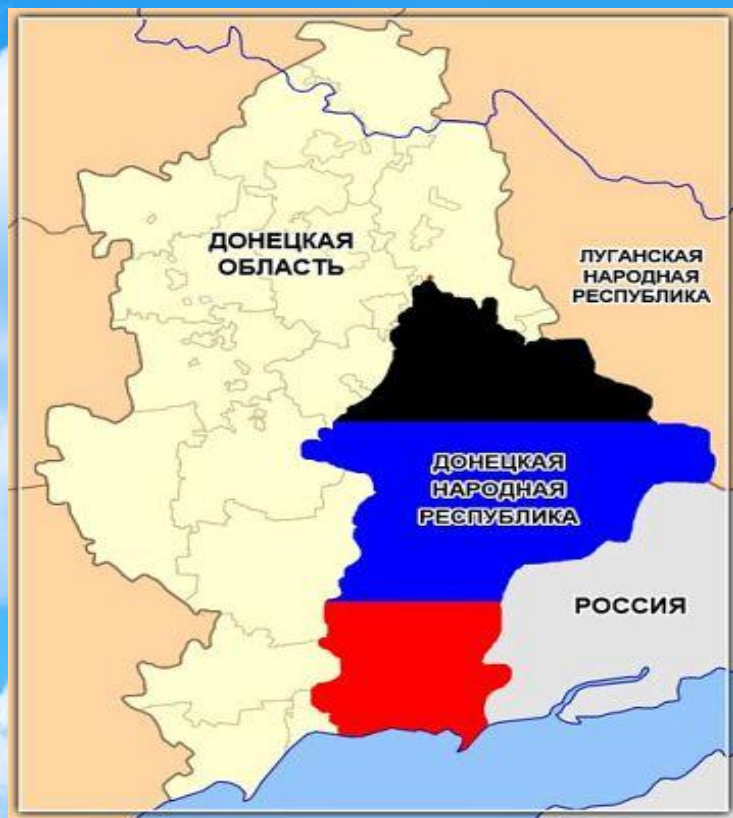 ДОНЕЦКАЯ
ОБЛАСТЬ
ЛУГАНСКАЯ
НАРОДНАЯ
РЕСПУБЛИКА
ДОНЕЦКАЯ
НАРОДНАЯ
РЕСПУБЛИКА
РОССИЯ